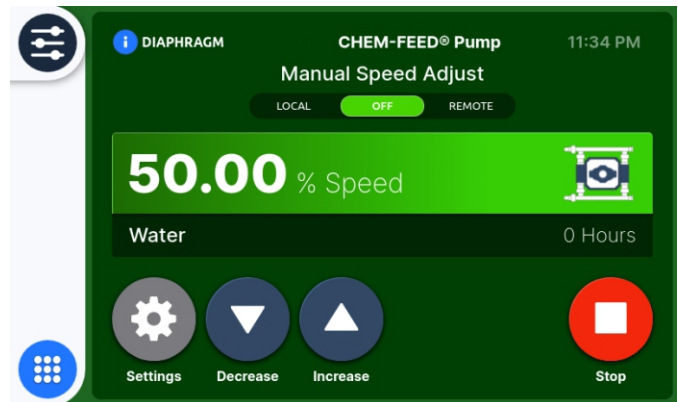 i DIAPHRAGM CHEM-FEED® Pump 11:34 PM
Manual Speed Adjust
LOCAL OFF REMOTE
50.00 % Speed
Water 0 Hours
Settings Decrease Increase Stop